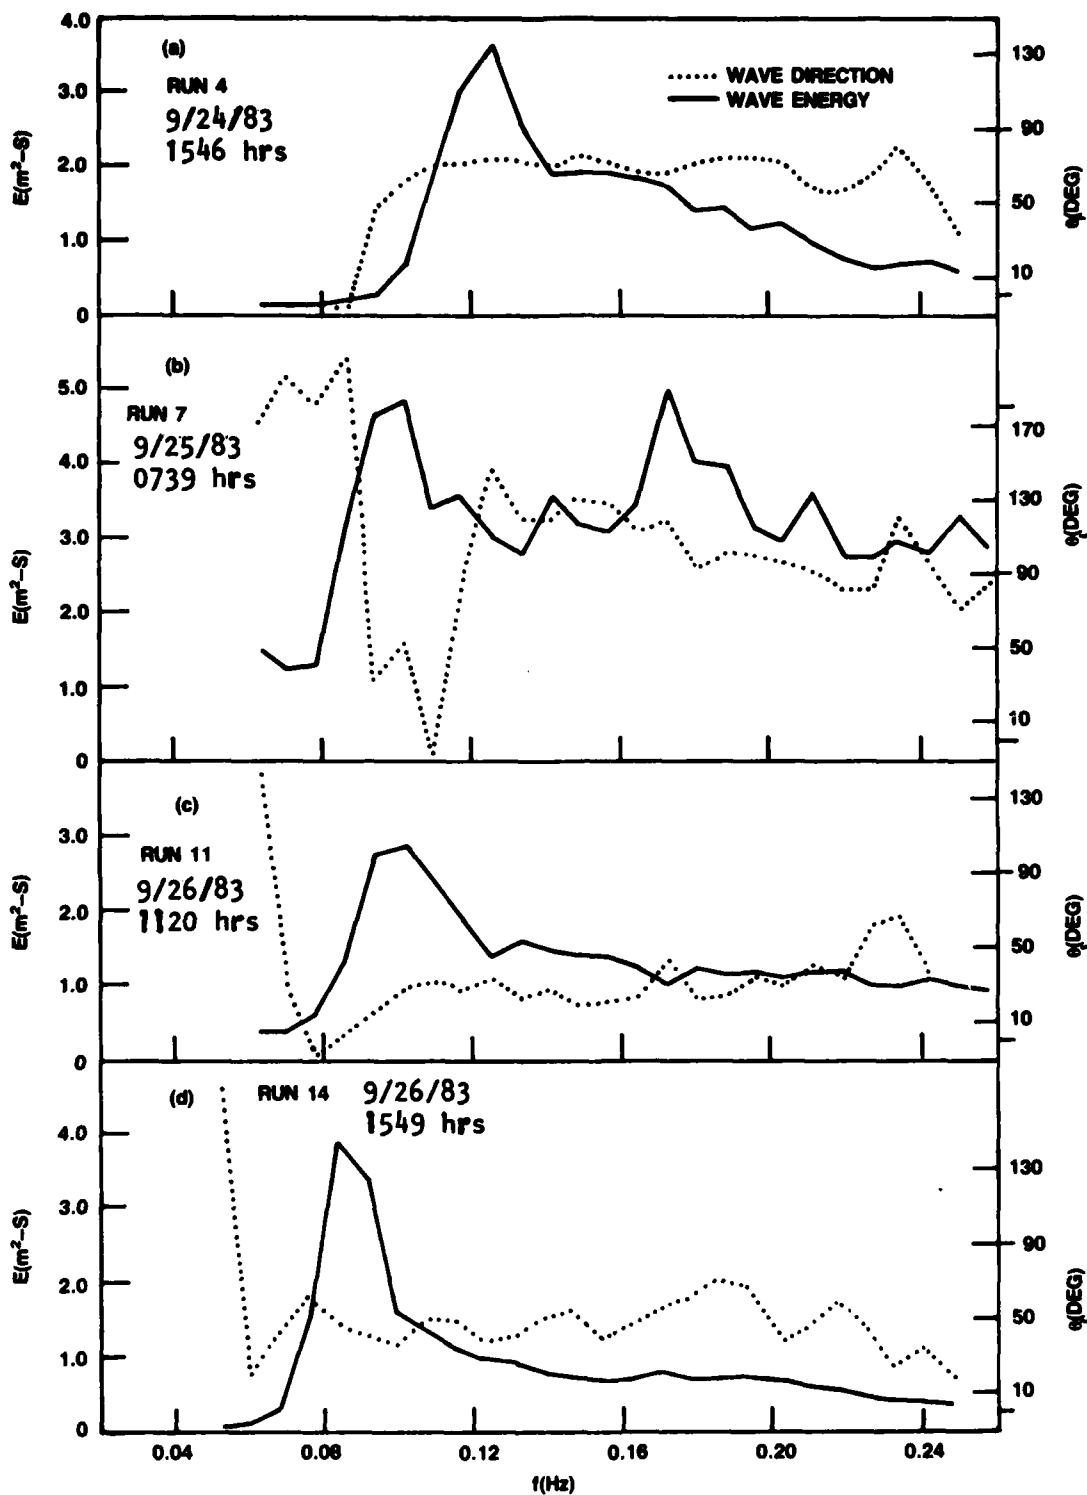 4.0
(a)
RUN 4
9/24/83
1546 hrs
WAVE DIRECTION
WAVE ENERGY
3.0
2.0
1.0
0
E(m²–S)
130
90
50
10
θ(DEG)
(b)
RUN 7
9/25/83
0739 hrs
5.0
4.0
3.0
2.0
1.0
0
E(m²–S)
170
130
90
50
10
θ(DEG)
(c)
RUN 11
9/26/83
1120 hrs
3.0
2.0
1.0
0
E(m²–S)
130
90
50
10
θ(DEG)
(d)
RUN 14
9/26/83
1549 hrs
4.0
3.0
2.0
1.0
0
E(m²–S)
130
90
50
10
θ(DEG)
0.04 0.08 0.12 0.16 0.20 0.24
f(Hz)